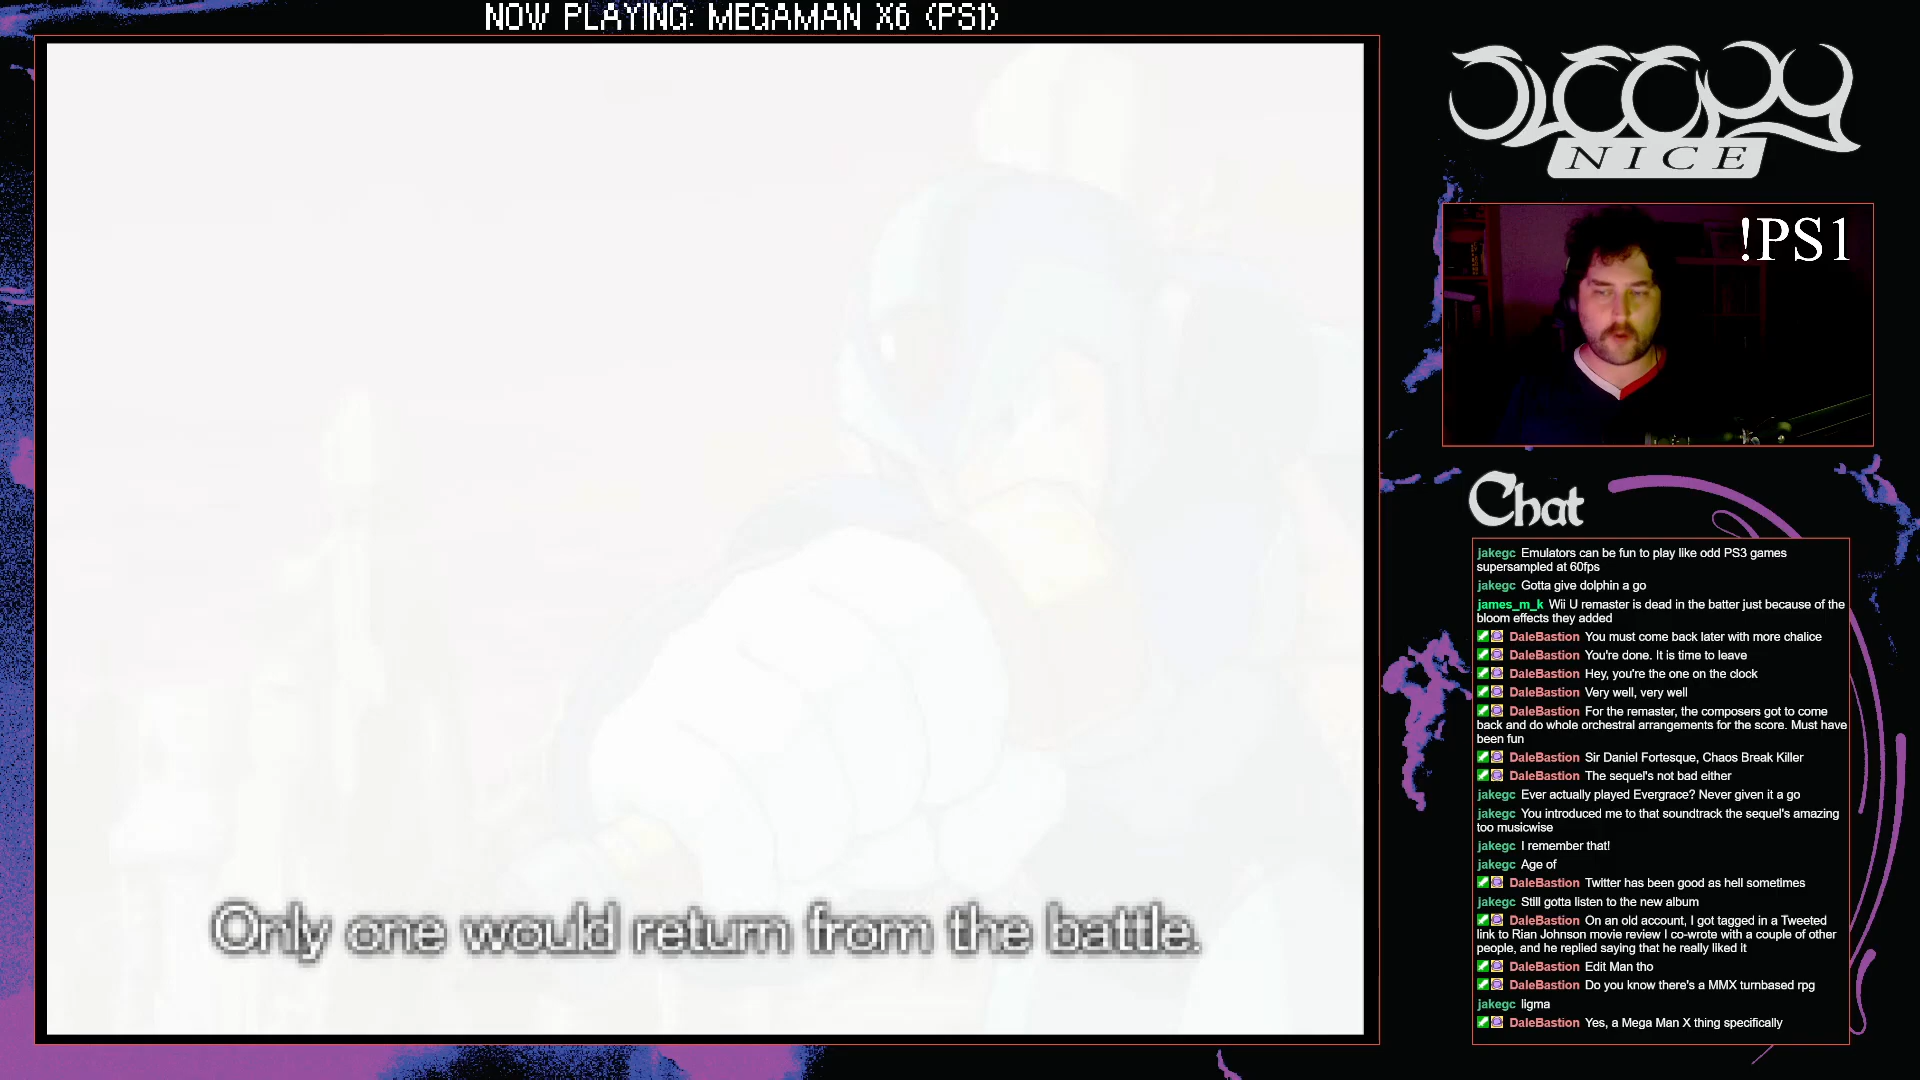 NOW PLAYING: MEGAMAN X6 (PS1)
SLEEPY
NICE
!PS1
Only one would return from the battle.
Chat
jakegc Emulators can be fun to play like odd PS3 games
supersampled at 60fps
jakegc Gotta give dolphin a go
james_m_k Wii U remaster is dead in the batter just because of the
bloom effects they added
DaleBastion You must come back later with more chalice
DaleBastion You're done. It is time to leave
DaleBastion Hey, you're the one on the clock
DaleBastion Very well, very well
DaleBastion For the remaster, the composers got to come
back and do whole orchestral arrangements for the score. Must have
been fun
DaleBastion Sir Daniel Fortesque, Chaos Break Killer
DaleBastion The sequel's not bad either
jakegc Ever actually played Evergrace? Never given it a go
jakegc You introduced me to that soundtrack the sequel's amazing
too musicwise
jakegc I remember that!
jakegc Age of
DaleBastion Twitter has been good as hell sometimes
jakegc Still gotta listen to the new album
DaleBastion On an old account, I got tagged in a Tweeted
link to Rian Johnson movie review I co-wrote with a couple of other
people, and he replied saying that he really liked it
DaleBastion Edit Man tho
DaleBastion Do you know there's a MMX turnbased rpg
jakegc ligma
DaleBastion Yes, a Mega Man X thing specifically